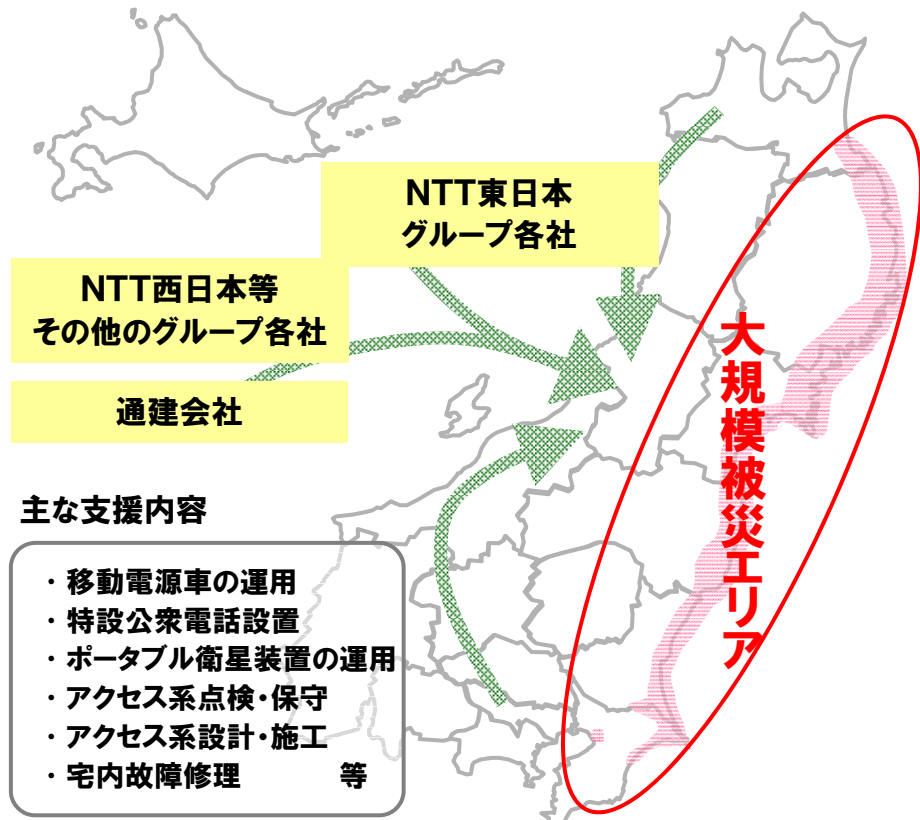 NTT東日本
グループ各社
NTT西日本等
その他のグループ各社
通建会社
大規模被災エリア
主な支援内容
・移動電源車の運用
・特設公衆電話設置
・ポータブル衛星装置の運用
・アクセス系点検・保守
・アクセス系設計・施工
・宅内故障修理 等